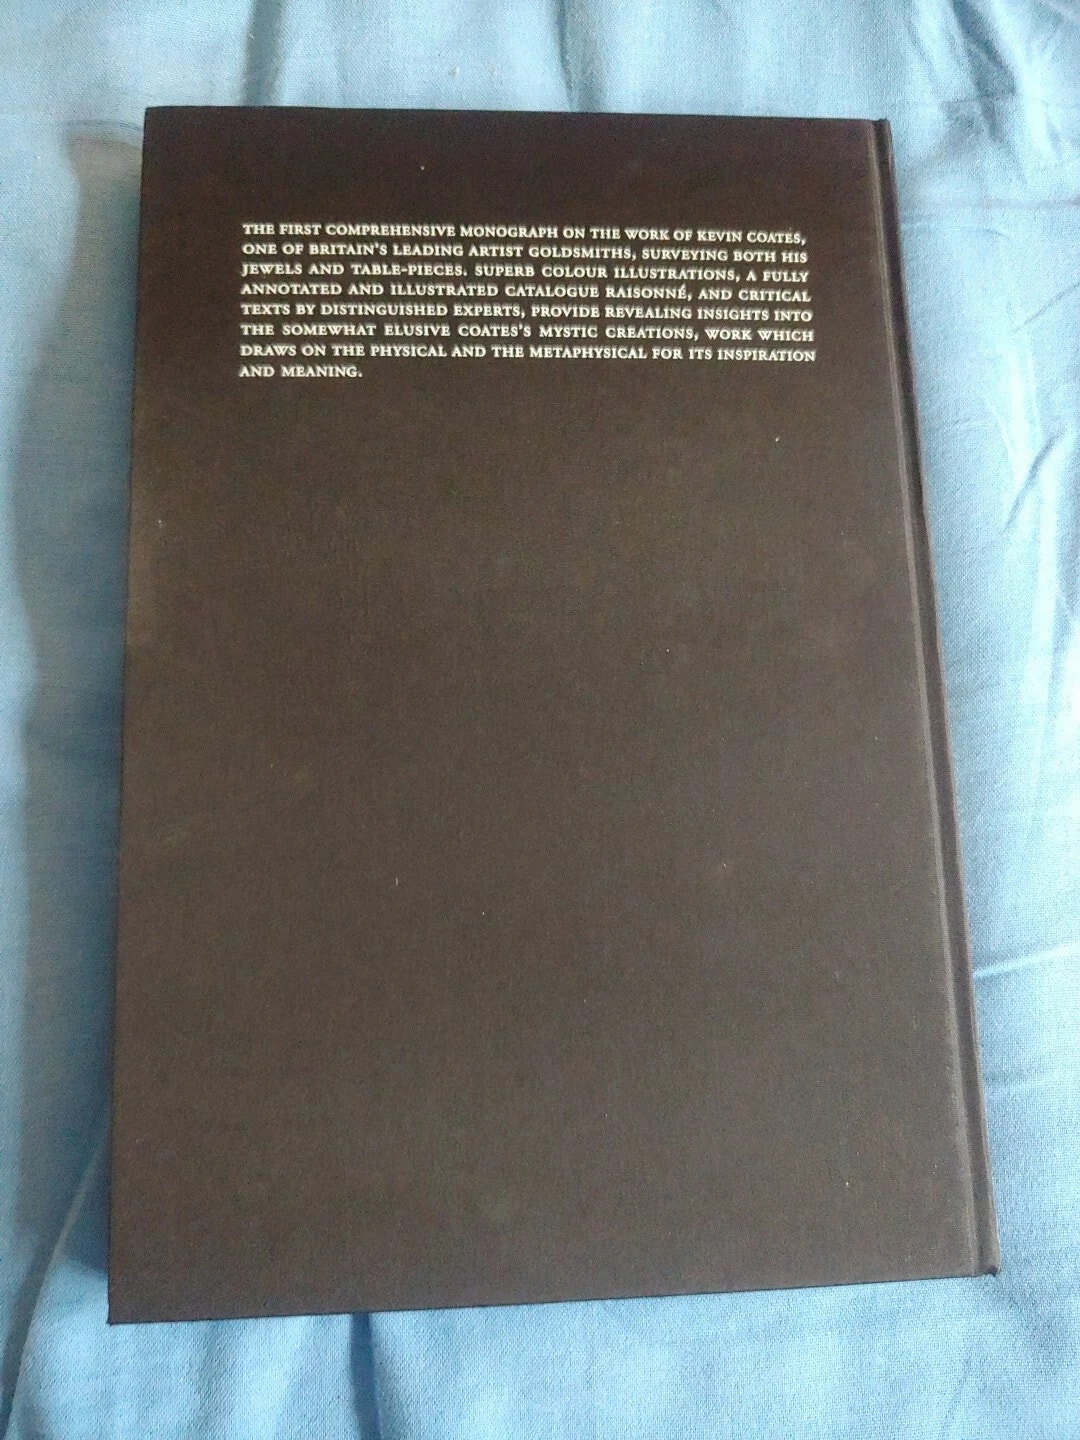 THE FIRST COMPREHENSIVE MONOGRAPH ON THE WORK OF KEVIN COATES,
ONE OF BRITAIN'S LEADING ARTIST GOLDSMITHS, SURVEYING BOTH HIS
JEWELS AND TABLE-PIECES. SUPERB COLOUR ILLUSTRATIONS, A FULLY
ANNOTATED AND ILLUSTRATED CATALOGUE RAISONNÉ, AND CRITICAL
TEXTS BY DISTINGUISHED EXPERTS, PROVIDE REVEALING INSIGHTS INTO
THE SOMEWHAT ELUSIVE COATES'S MYSTIC CREATIONS, WORK WHICH
DRAWS ON THE PHYSICAL AND THE METAPHYSICAL FOR ITS INSPIRATION
AND MEANING.